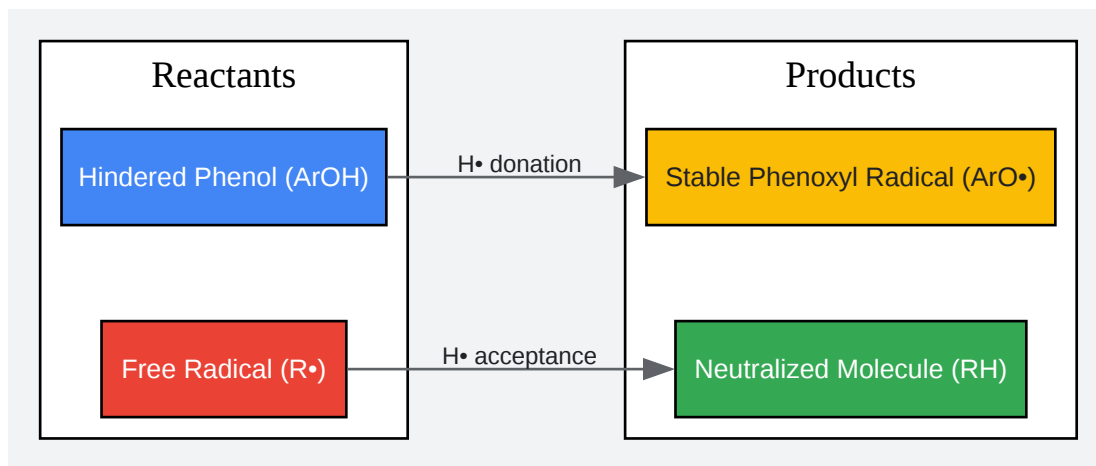 Reactants
Products
Hindered Phenol (ArOH)
H• donation
Stable Phenoxyl Radical (ArO•)
Free Radical (R•)
H• acceptance
Neutralized Molecule (RH)